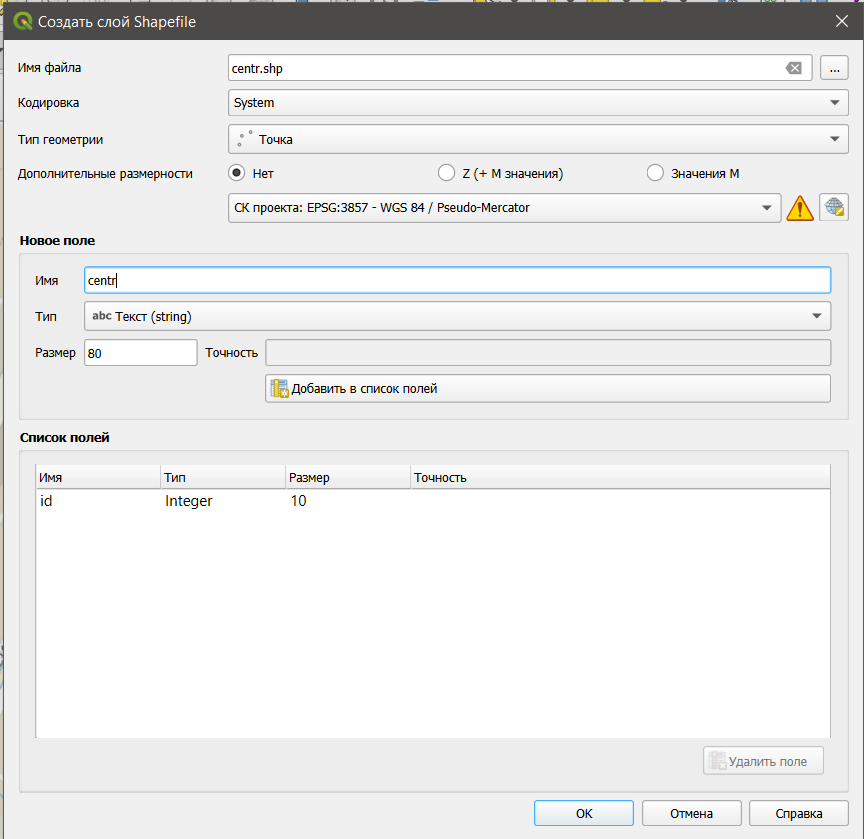 Создать слой Shapefile
Имя файла centr.shp ...
Кодировка System
Тип геометрии Точка
Дополнительные размерности Нет Z (+ M значения) Значения M
СК проекта: EPSG:3857 - WGS 84 / Pseudo-Mercator
Новое поле
Имя centr
Тип abc Текст (string)
Размер 80 Точность
Добавить в список полей
Список полей
Имя Тип Размер Точность
id Integer 10
Удалить поле
OK Отмена Справка